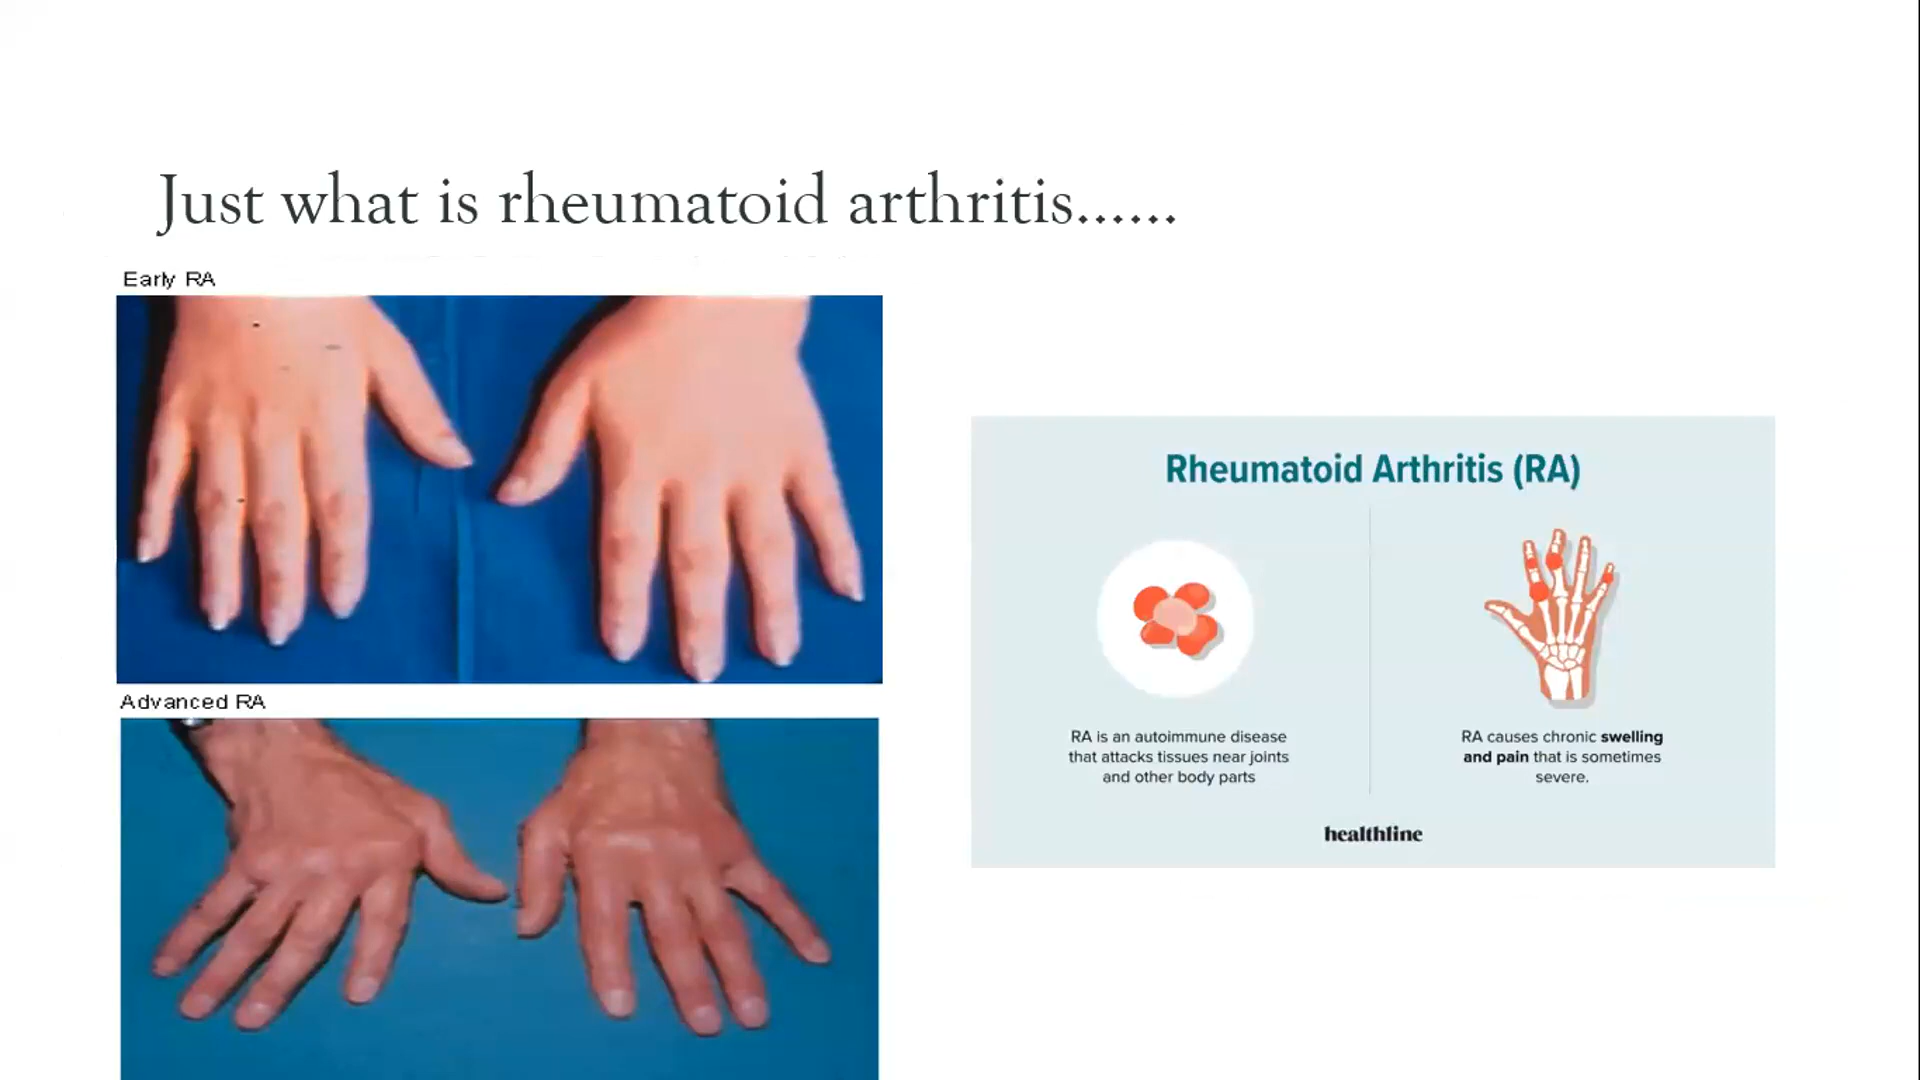 Just what is rheumatoid arthritis......
Early RA
Advanced RA
Rheumatoid Arthritis (RA)
RA is an autoimmune disease
that attacks tissues near joints
and other body parts
RA causes chronic swelling
and pain that is sometimes
severe.
healthline